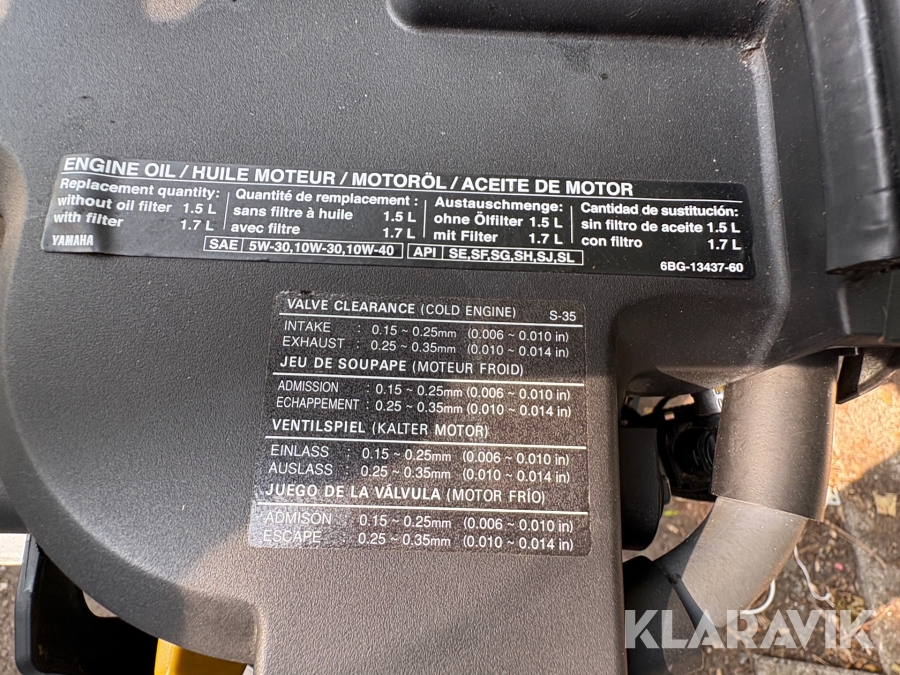 ENGINE OIL / HUILE MOTEUR / MOTORÖL / ACEITE DE MOTOR
Replacement quantity:
without oil filter 1.5 L
with filter 1.7 L
Quantité de remplacement :
sans filtre à huile 1.5 L
avec filtre 1.7 L
Austauschmenge:
ohne Ölfilter 1.5 L
mit Filter 1.7 L
Cantidad de sustitución:
sin filtro de aceite 1.5 L
con filtro 1.7 L
YAMAHA SAE 5W-30,10W-30,10W-40 API SE,SF,SG,SH,SJ,SL 6BG-13437-60
VALVE CLEARANCE (COLD ENGINE) S-35
INTAKE : 0.15 ~ 0.25mm (0.006 ~ 0.010 in)
EXHAUST : 0.25 ~ 0.35mm (0.010 ~ 0.014 in)
JEU DE SOUPAPE (MOTEUR FROID)
ADMISSION : 0.15 ~ 0.25mm (0.006 ~ 0.010 in)
ECHAPPEMENT : 0.25 ~ 0.35mm (0.010 ~ 0.014 in)
VENTILSPIEL (KALTER MOTOR)
EINLASS : 0.15 ~ 0.25mm (0.006 ~ 0.010 in)
AUSLASS : 0.25 ~ 0.35mm (0.010 ~ 0.014 in)
JUEGO DE LA VÁLVULA (MOTOR FRÍO)
ADMISÓN : 0.15 ~ 0.25mm (0.006 ~ 0.010 in)
ESCAPE : 0.25 ~ 0.35mm (0.010 ~ 0.014 in)
KLARAVIK